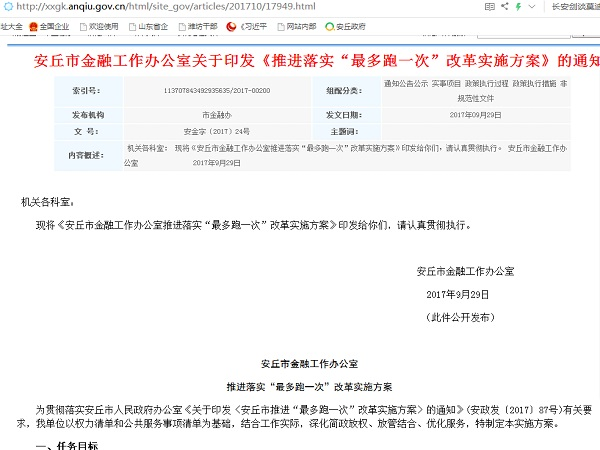 http://xxgk.anqiu.gov.cn/html/site_gov/articles/201710/17949.html
长安剑谈莫迪
址大全 全国企业 欢迎使用 山东省企 潍坊干部 《习近平 网站内部 安丘政府
安丘市金融工作办公室关于印发《推进落实“最多跑一次”改革实施方案》的通知
索引号： 113707843492935635/2017-00200 组配分类： 通知公告公示 实事项目 政策执行过程 政策执行措施 非规范性文件
发布机构 市金融办 发文日期： 2017年09月29日
文 号： 安金字〔2017〕24号 主题词：
内容概述： 机关各科室： 现将《安丘市金融工作办公室推进落实“最多跑一次”改革实施方案》印发给你们，请认真贯彻执行。 安丘市金融工作办
公室 2017年9月29日
机关各科室：
现将《安丘市金融工作办公室推进落实“最多跑一次”改革实施方案》印发给你们，请认真贯彻执行。
安丘市金融工作办公室
2017年9月29日
（此件公开发布）
安丘市金融工作办公室
推进落实“最多跑一次”改革实施方案
为贯彻落实安丘市人民政府办公室《关于印发〈安丘市推进“最多跑一次”改革实施方案〉的通知》(安政发〔2017〕87号)有关要
求，我单位以权力清单和公共服务事项清单为基础，结合工作实际，深化简政放权、放管结合、优化服务，特制定本实施方案。
一、任务目标